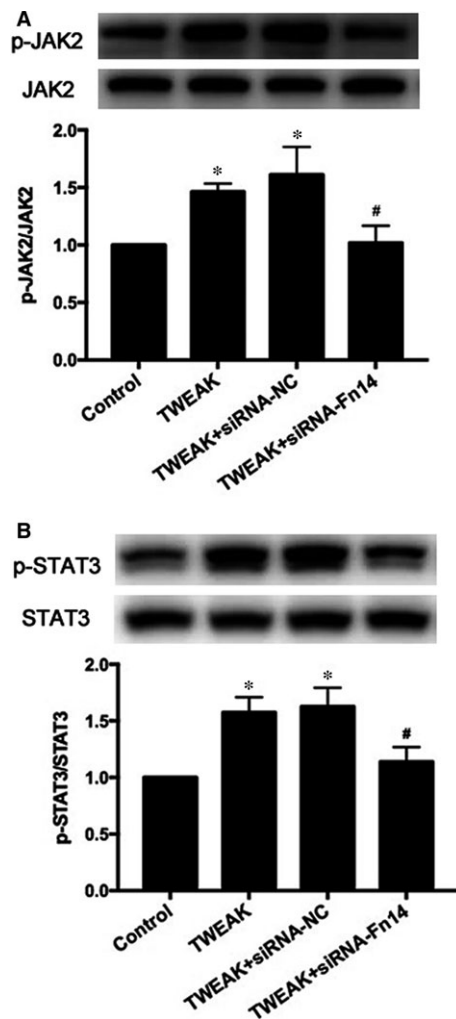 A
p-JAK2
JAK2
p-JAK2/JAK2
2.0
1.5
1.0
0.5
0.0
*
*
#
Control
TWEAK
TWEAK+siRNA-NC
TWEAK+siRNA-Fn14
B
p-STAT3
STAT3
p-STAT3/STAT3
2.0
1.5
1.0
0.5
0.0
*
*
#
Control
TWEAK
TWEAK+siRNA-NC
TWEAK+siRNA-Fn14